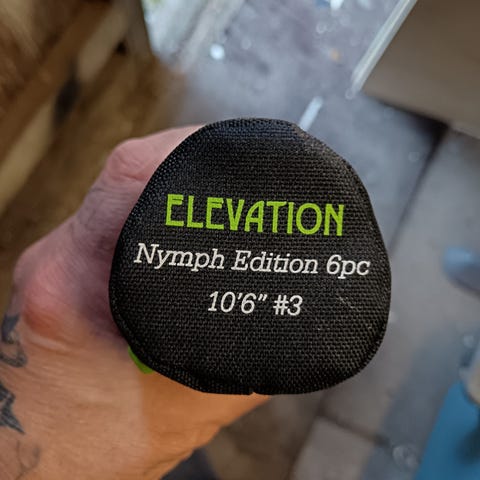 ELEVATION
Nymph Edition 6pc
10'6" #3